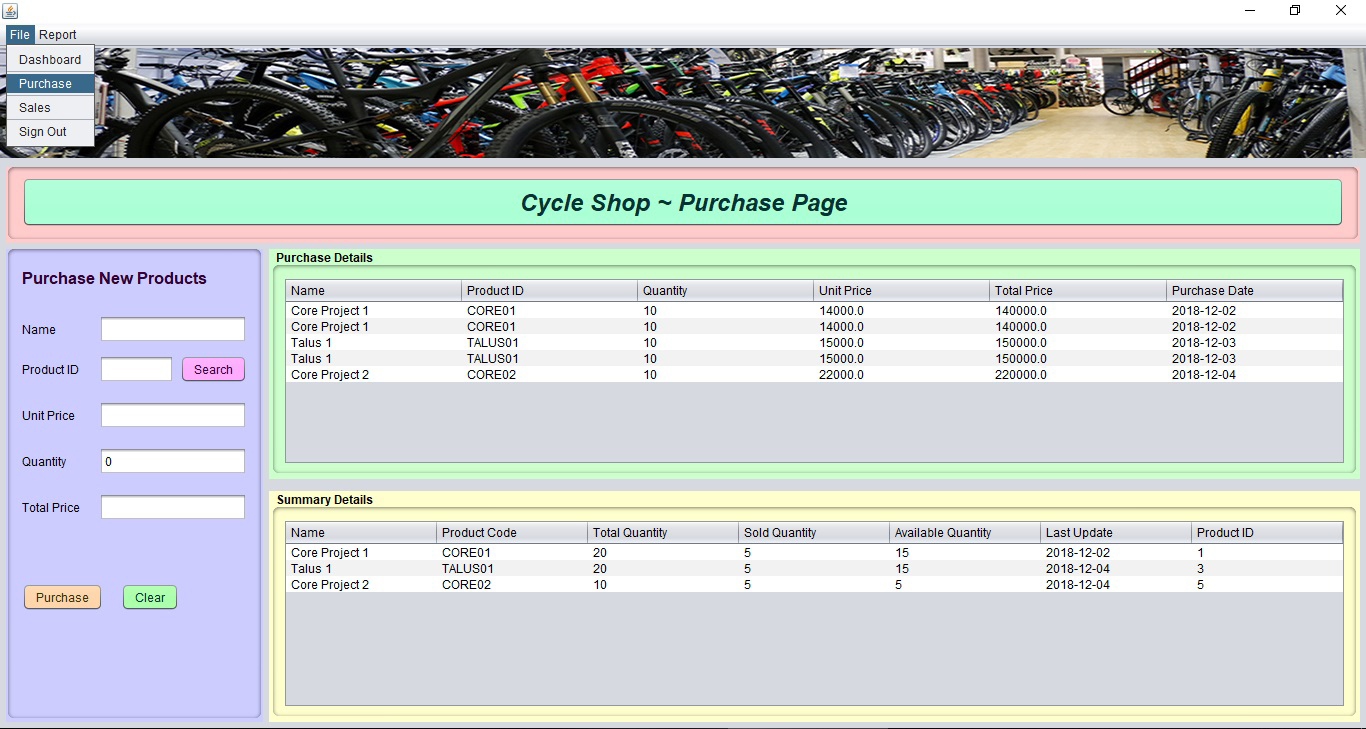 File Report
Dashboard
Purchase
Sales
Sign Out
Cycle Shop ~ Purchase Page
Purchase New Products
Name
Product ID Search
Unit Price
Quantity 0
Total Price
Purchase Clear
Purchase Details
Name Product ID Quantity Unit Price Total Price Purchase Date
Core Project 1 CORE01 10 14000.0 140000.0 2018-12-02
Core Project 1 CORE01 10 14000.0 140000.0 2018-12-02
Talus 1 TALUS01 10 15000.0 150000.0 2018-12-03
Talus 1 TALUS01 10 15000.0 150000.0 2018-12-03
Core Project 2 CORE02 10 22000.0 220000.0 2018-12-04
Summary Details
Name Product Code Total Quantity Sold Quantity Available Quantity Last Update Product ID
Core Project 1 CORE01 20 5 15 2018-12-02 1
Talus 1 TALUS01 20 5 15 2018-12-04 3
Core Project 2 CORE02 10 5 5 2018-12-04 5